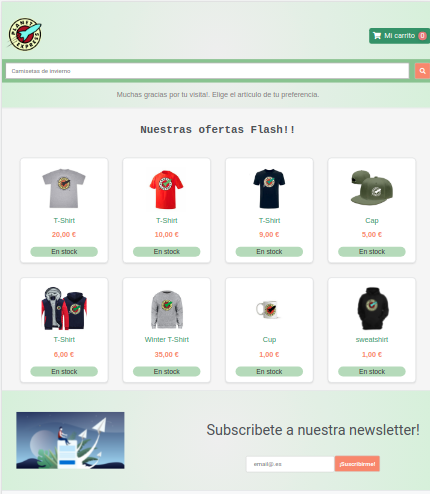 PLANET EXPRESS
Mi carrito 0
Camisetas de invierno
Muchas gracias por tu visita!. Elige el artículo de tu preferencia.
Nuestras ofertas Flash!!
T-Shirt T-Shirt T-Shirt Cap
20,00 € 10,00 € 9,00 € 5,00 €
En stock En stock En stock En stock
T-Shirt Winter T-Shirt Cup sweatshirt
6,00 € 35,00 € 1,00 € 1,00 €
En stock En stock En stock En stock
Subscribete a nuestra newsletter!
email@.es ¡Suscribirme!